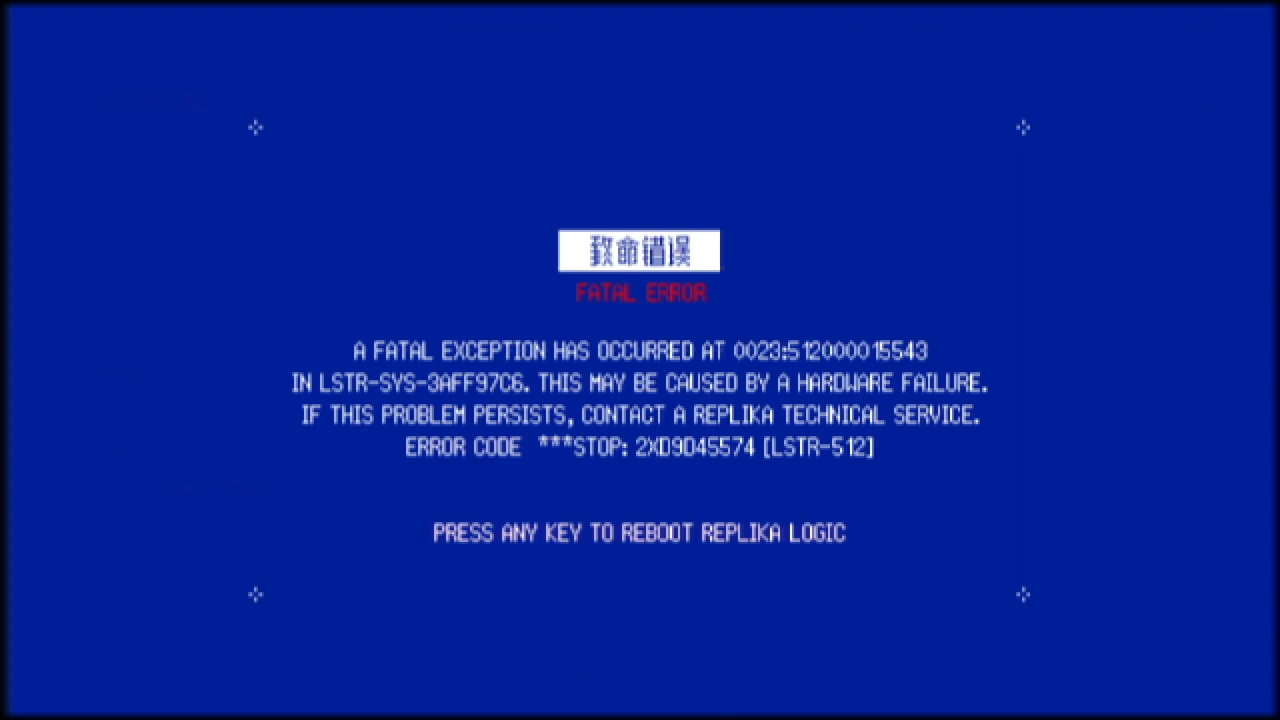 致命错误
FATAL ERROR
A FATAL EXCEPTION HAS OCCURRED AT 0023:512000015543
IN LSTR-SYS-3AFF97C6. THIS MAY BE CAUSED BY A HARDWARE FAILURE.
IF THIS PROBLEM PERSISTS, CONTACT A REPLIKA TECHNICAL SERVICE.
ERROR CODE ***STOP: 2XD9D45574 [LSTR-512]
PRESS ANY KEY TO REBOOT REPLIKA LOGIC